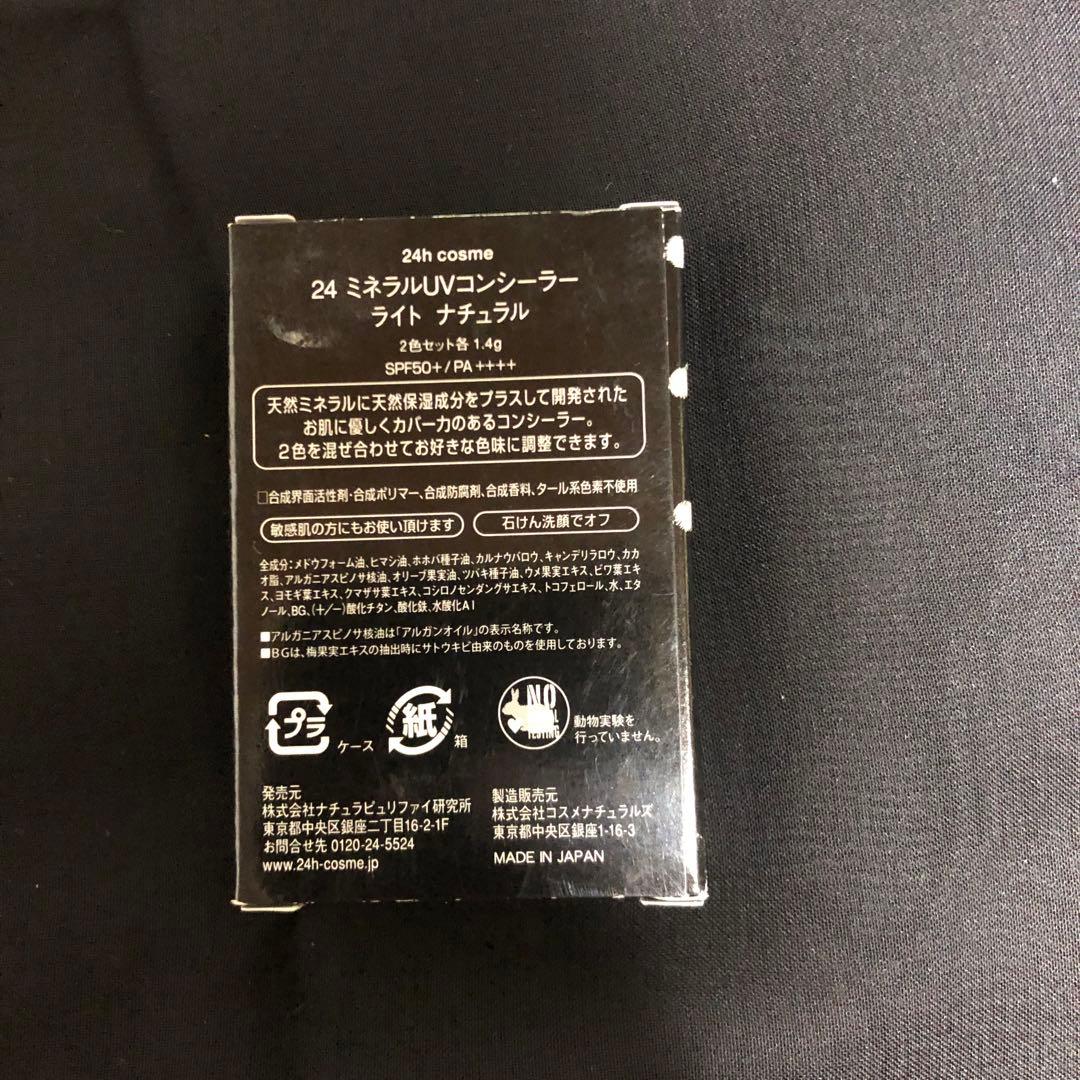 24h cosme
24 ミネラルUVコンシーラー
ライト ナチュラル
2色セット各 1.4g
SPF50+/PA++++
天然ミネラルに天然保湿成分をプラスして開発された
お肌に優しくカバー力のあるコンシーラー。
2色を混ぜ合わせてお好きな色味に調整できます。
□合成界面活性剤・合成ポリマー、合成防腐剤、合成香料、タール系色素不使用
敏感肌の方にもお使い頂けます 石けん洗顔でオフ
全成分:メドウフォーム油、ヒマシ油、ホホバ種子油、カルナウバロウ、キャンデリラロウ、カカ
オ脂、アルガニアスピノサ核油、オリーブ果実油、ツバキ種子油、ウメ果実エキス、ビワ葉エキ
ス、ヨモギ葉エキス、クマザサ葉エキス、コシロノセンダングサエキス、トコフェロール、水、エタ
ノール、BG、(+/-)酸化チタン、酸化鉄、水酸化Al
■アルガニアスピノサ核油は「アルガンオイル」の表示名称です。
■BGは、梅果実エキスの抽出時にサトウキビ由来のものを使用しております。
プラ
ケース
紙
箱
NO
TESTING
動物実験を
行っていません。
発売元
株式会社ナチュラピュリファイ研究所
東京都中央区銀座二丁目16-2-1F
お問合せ先 0120-24-5524
www.24h-cosme.jp
製造販売元
株式会社コスメナチュラルズ
東京都中央区銀座1-16-3
MADE IN JAPAN